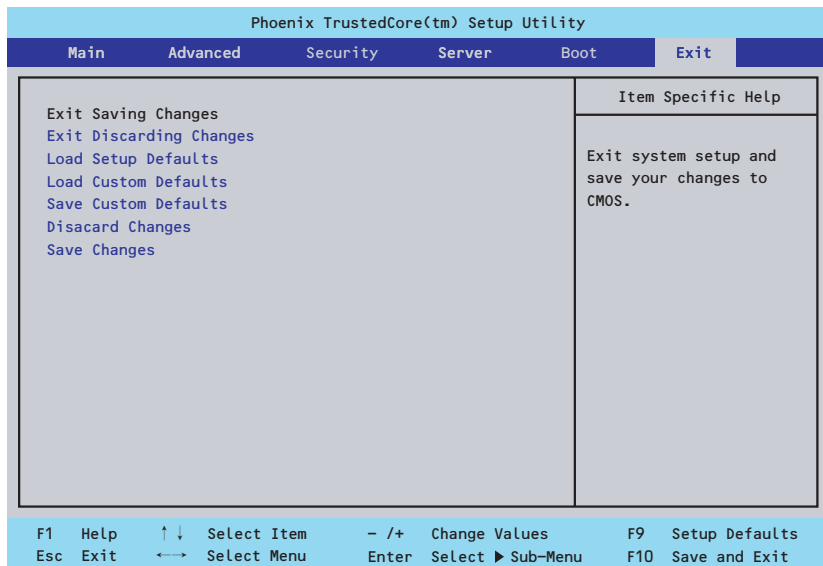 Phoenix TrustedCore(tm) Setup Utility
Main Advanced Security Server Boot Exit
Item Specific Help
Exit Saving Changes
Exit Discarding Changes
Load Setup Defaults
Load Custom Defaults
Save Custom Defaults
Disacard Changes
Save Changes
Exit system setup and
save your changes to
CMOS.
F1 Help ↑↓ Select Item – /+ Change Values F9 Setup Defaults
Esc Exit ←→ Select Menu Enter Select ▶ Sub–Menu F10 Save and Exit